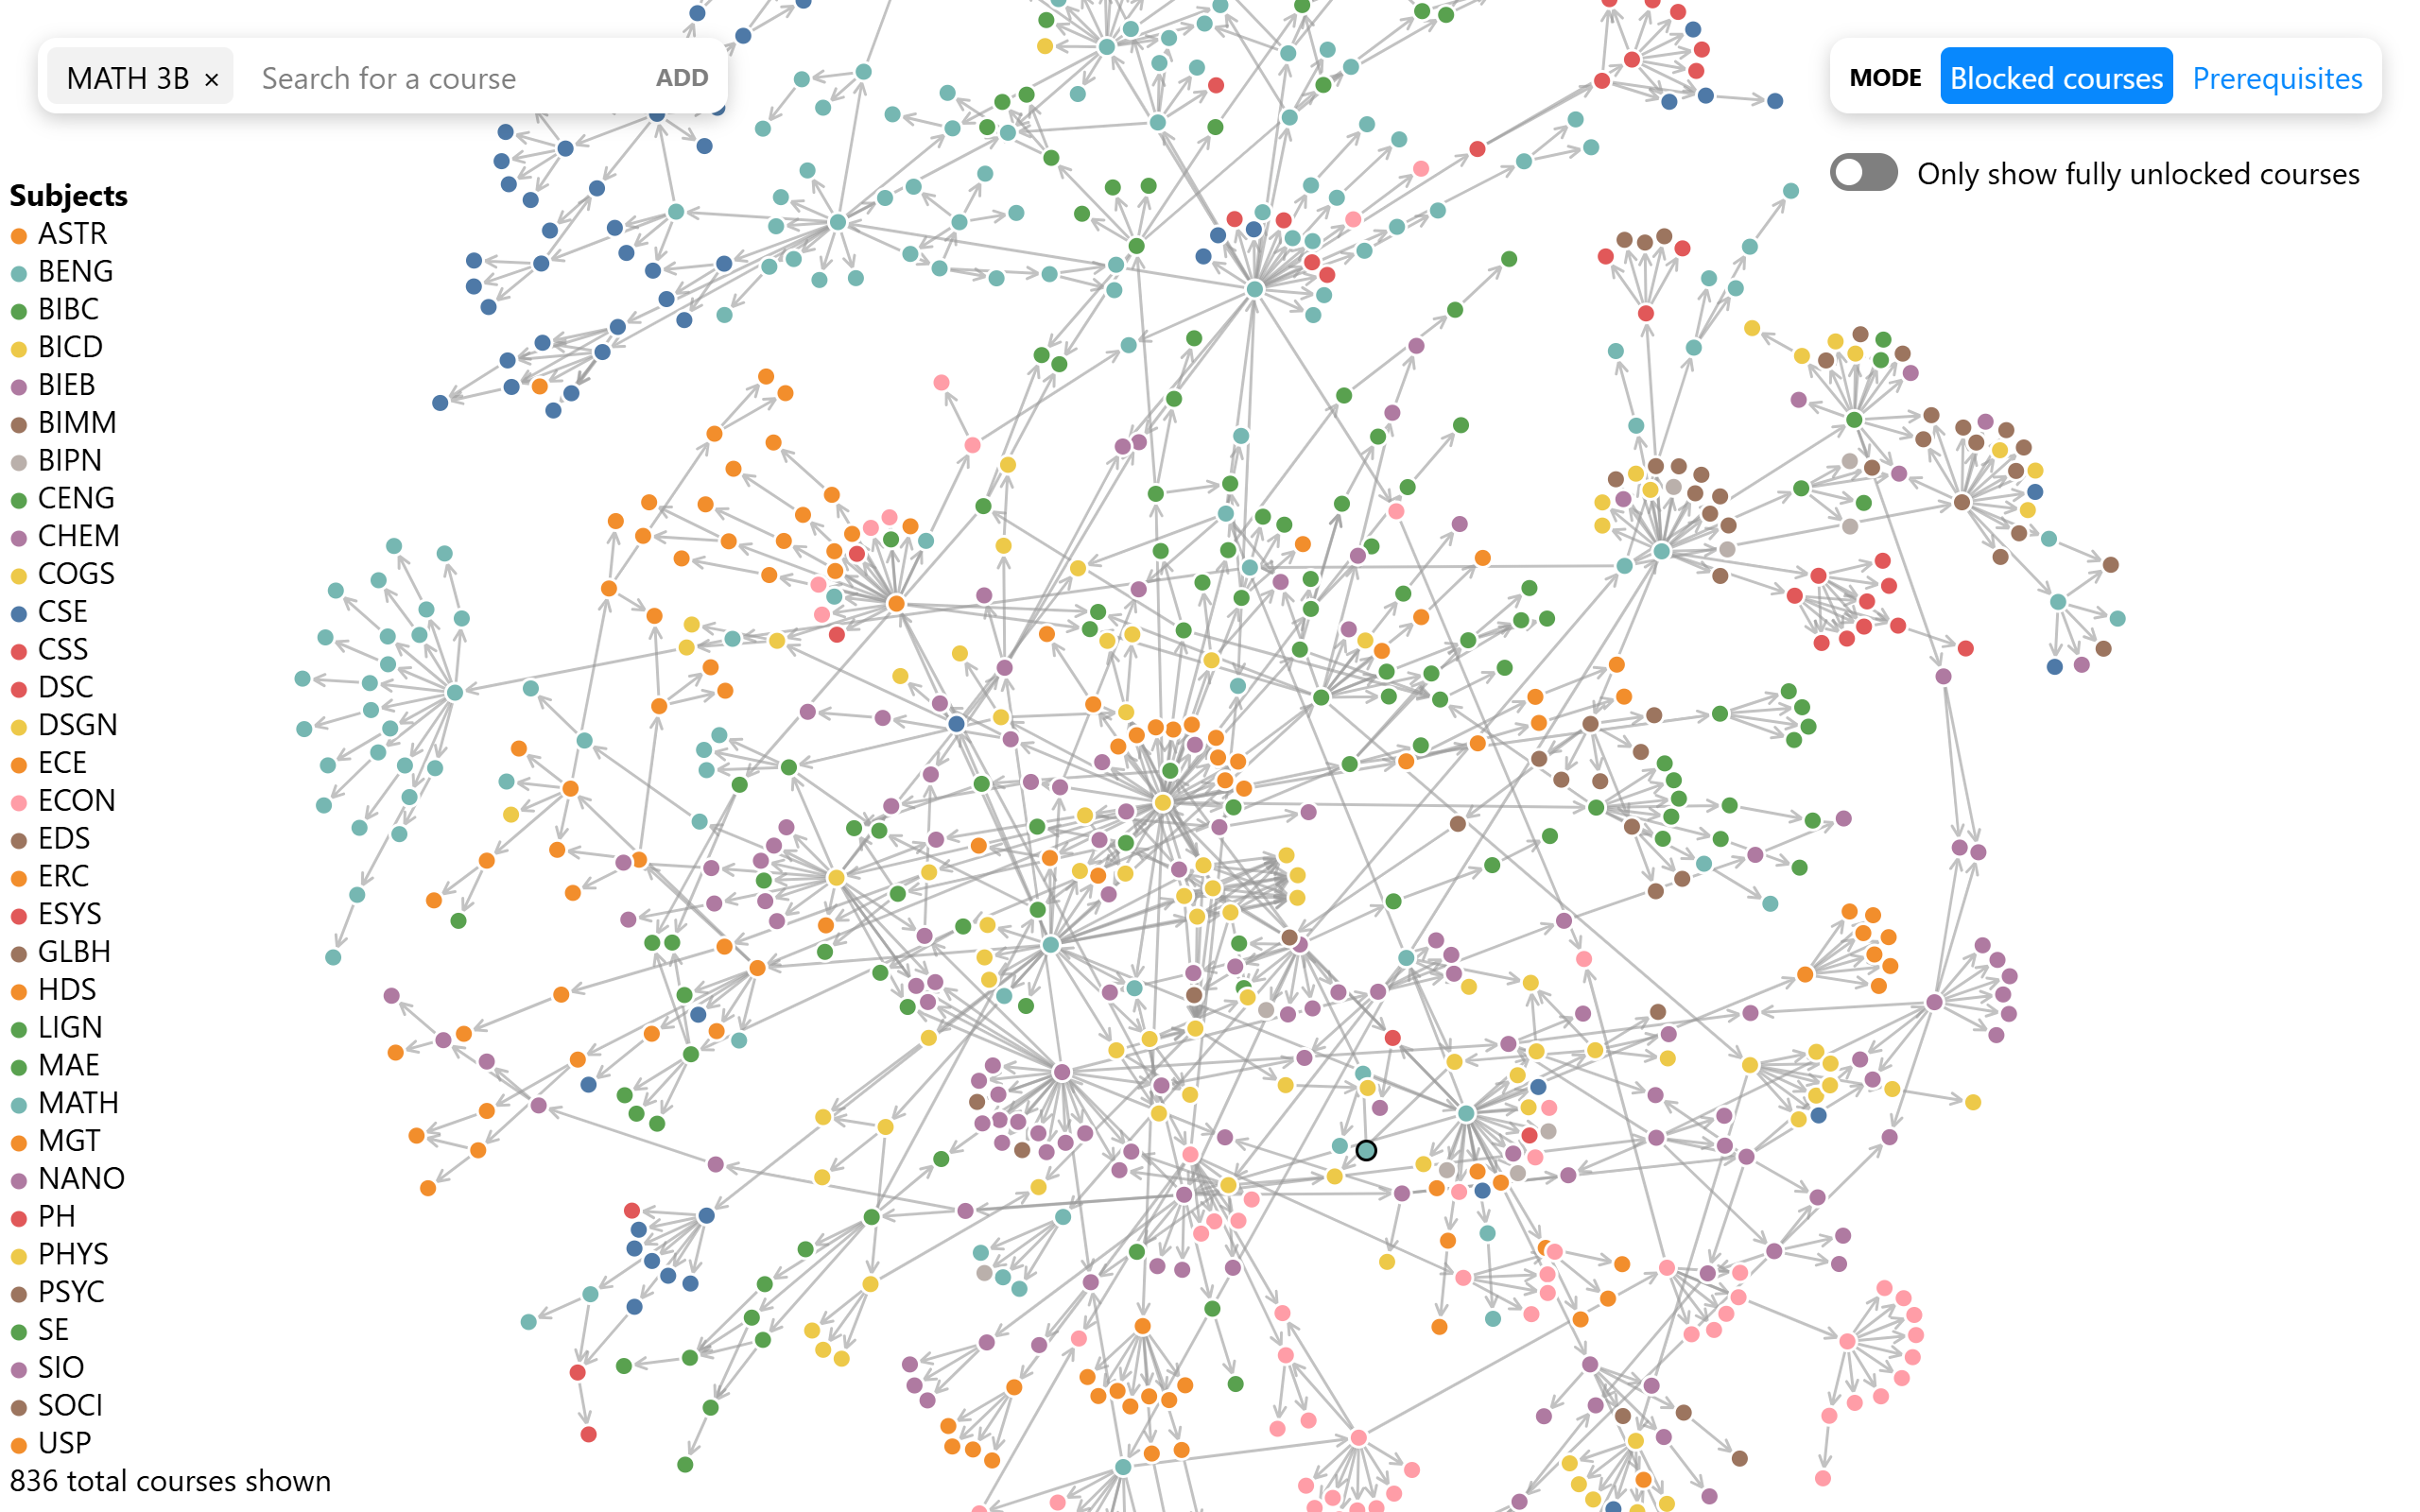 MATH 3B × Search for a course ADD
MODE Blocked courses Prerequisites
Only show fully unlocked courses
Subjects
ASTR
BENG
BIBC
BICD
BIEB
BIMM
BIPN
CENG
CHEM
COGS
CSE
CSS
DSC
DSGN
ECE
ECON
EDS
ERC
ESYS
GLBH
HDS
LIGN
MAE
MATH
MGT
NANO
PH
PHYS
PSYC
SE
SIO
SOCI
USP
836 total courses shown